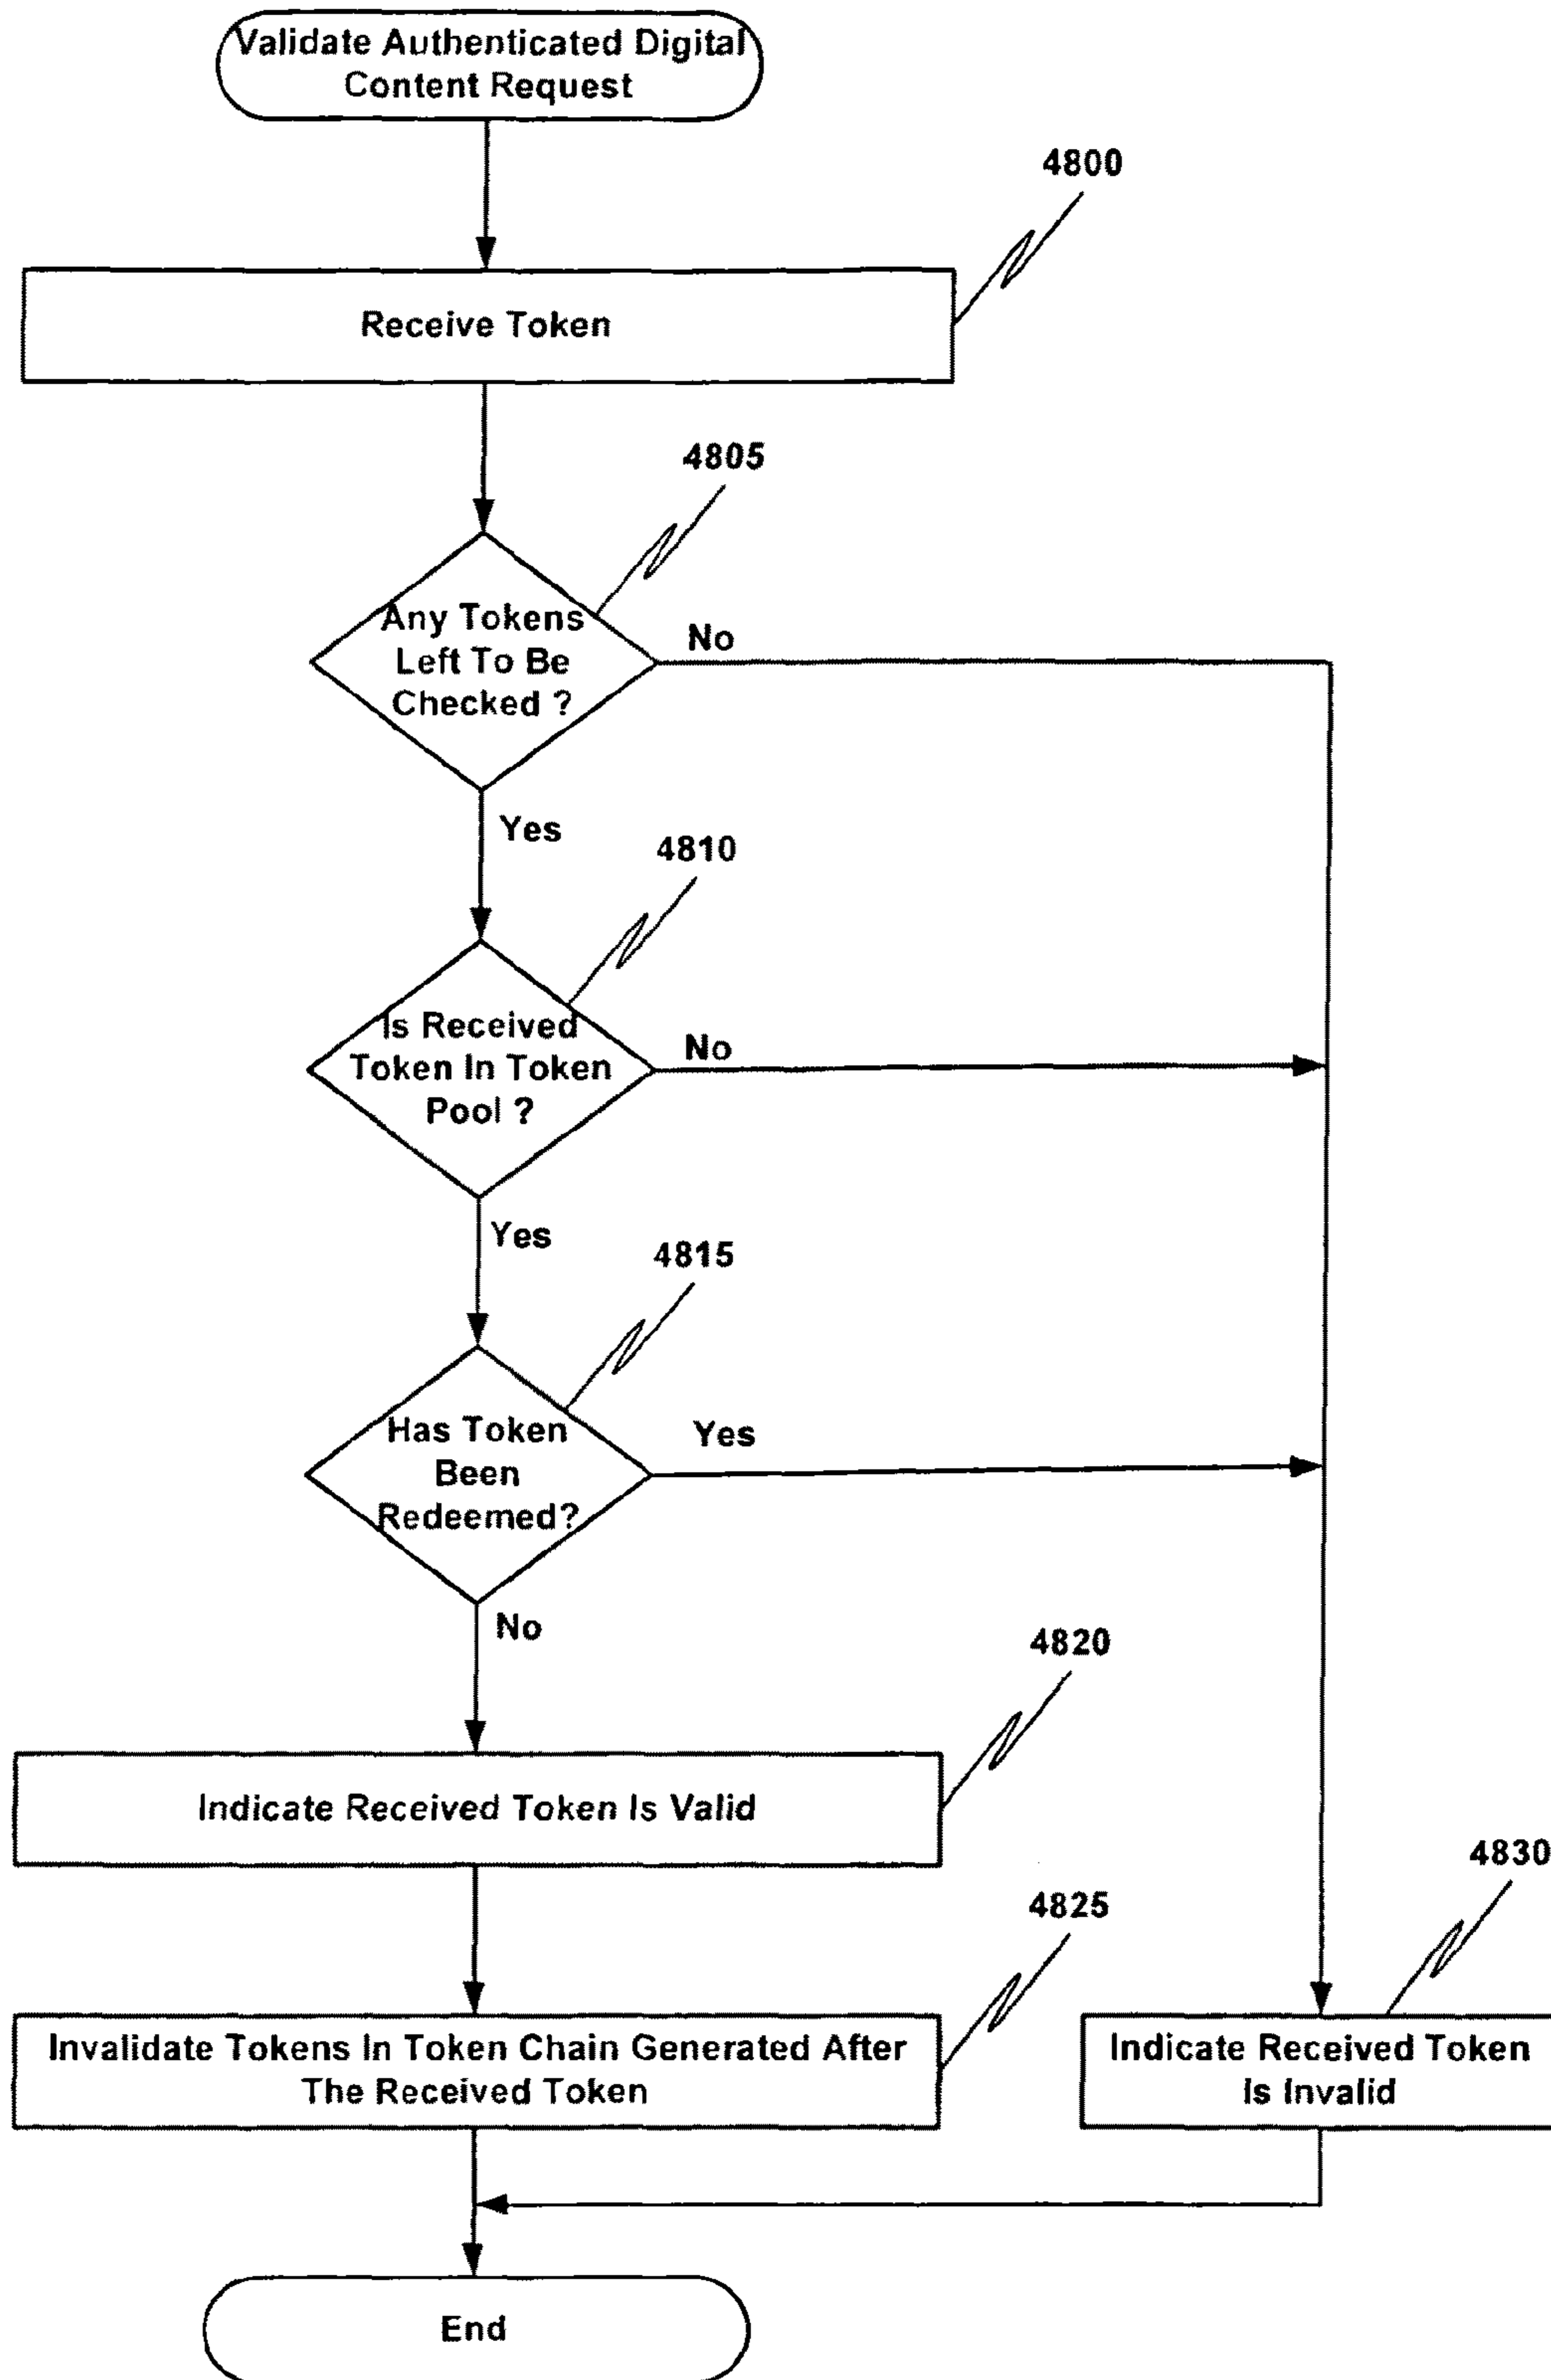 Validate Authenticated Digital
Content Request
4800
Receive Token
4805
Any Tokens
Left To Be
Checked ?
No
Yes
4810
Is Received
Token In Token
Pool ?
No
Yes
4815
Has Token
Been
Redeemed?
Yes
No
4820
Indicate Received Token Is Valid
4830
4825
Invalidate Tokens In Token Chain Generated After
The Received Token
Indicate Received Token
Is Invalid
End